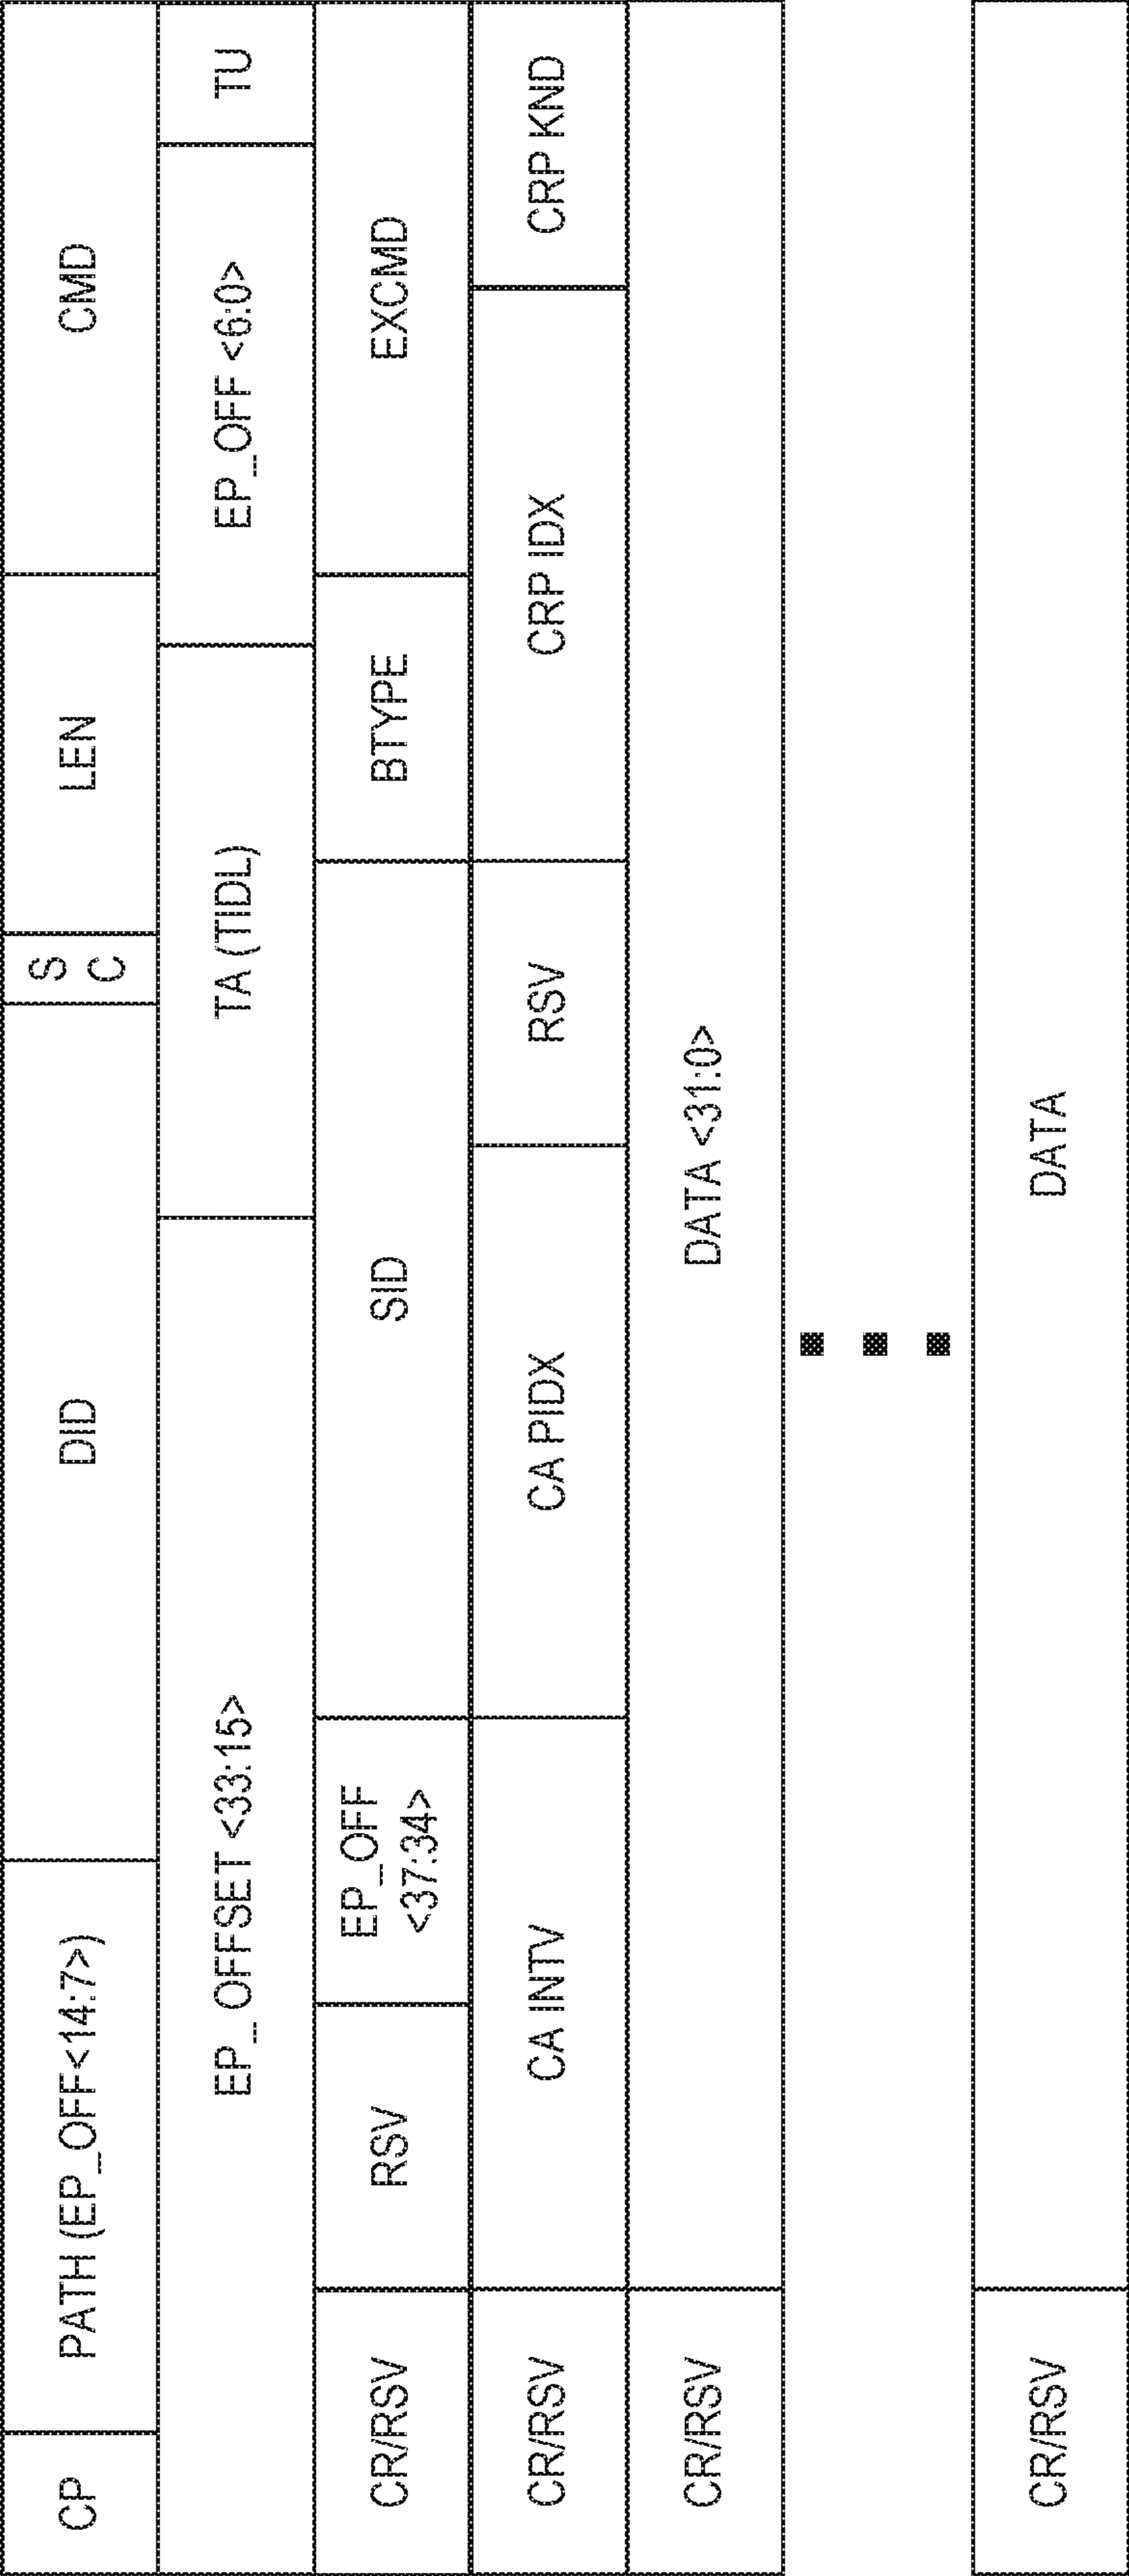 CP
PATH (EP_OFF<14:7>)
DID
S
C
LEN
CMD
EP_OFFSET <33:15>
TA (TIDL)
EP_OFF <6:0>
TU
CR/RSV
RSV
EP_OFF
<37:34>
SID
BTYPE
EXCMD
CR/RSV
CA INTV
CA PIDX
RSV
CRP IDX
CRP KND
CR/RSV
DATA <31:0>
CR/RSV
DATA